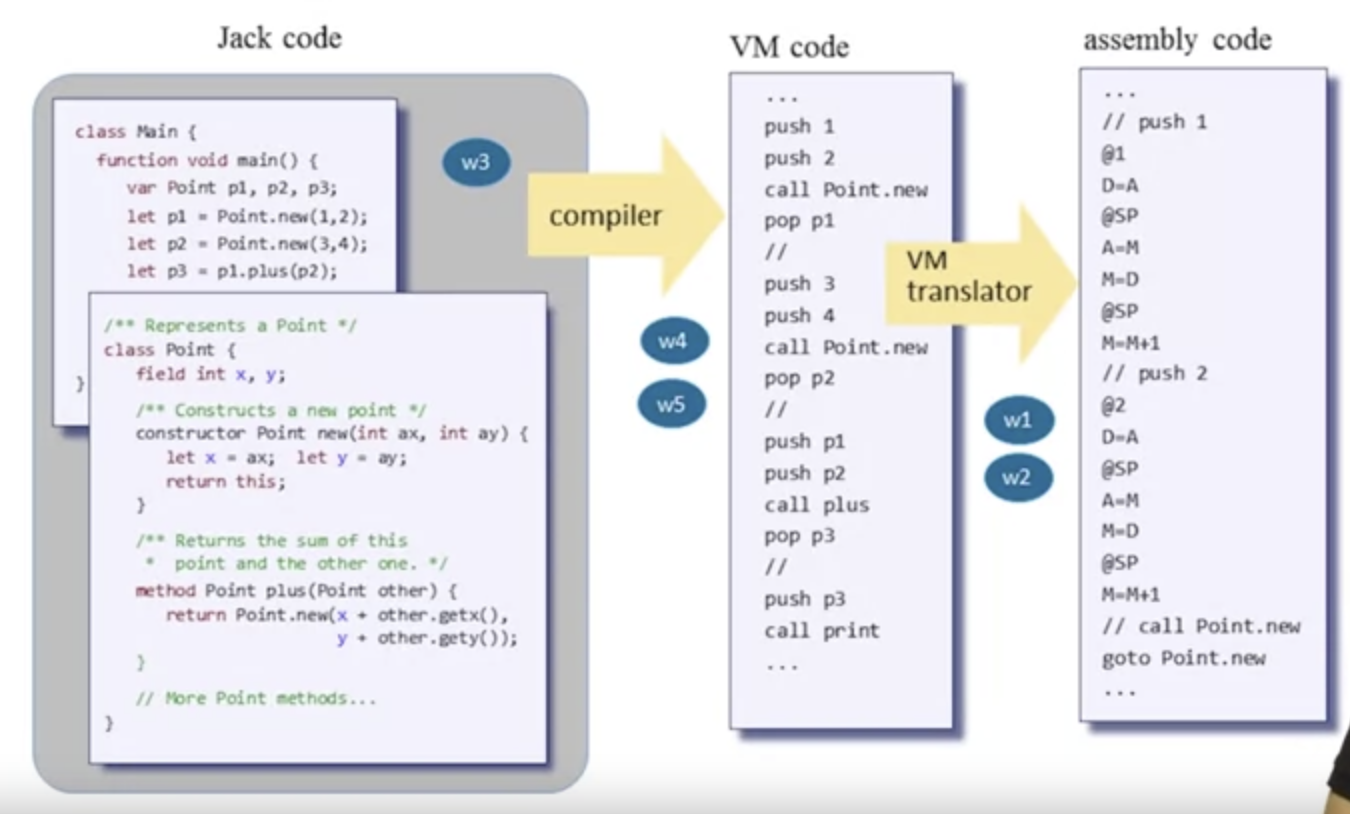 Jack code
class Main {
function void main() {
var Point p1, p2, p3;
let p1 = Point.new(1,2);
let p2 = Point.new(3,4);
let p3 = p1.plus(p2);
}
/** Represents a Point */
class Point {
field int x, y;
/** Constructs a new point */
constructor Point new(int ax, int ay) {
let x = ax; let y = ay;
return this;
}
/** Returns the sum of this
* point and the other one. */
method Point plus(Point other) {
return Point.new(x + other.getx(),
y + other.gety());
}
// More Point methods...
}
w3
compiler
w4
w5
VM code
...
push 1
push 2
call Point.new
pop p1
//
push 3
push 4
call Point.new
pop p2
//
push p1
push p2
call plus
pop p3
//
push p3
call print
...
VM
translator
w1
w2
assembly code
...
// push 1
@1
D=A
@SP
A=M
M=D
@SP
M=M+1
// push 2
@2
D=A
@SP
A=M
M=D
@SP
M=M+1
// call Point.new
goto Point.new
...